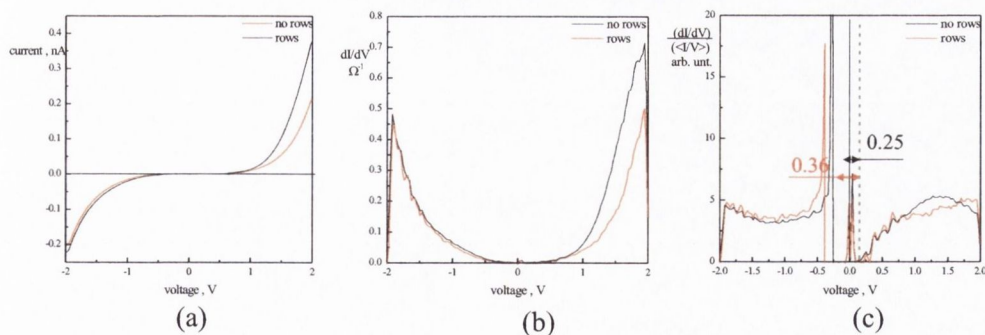 no rows
rows
current , nA
0.4
0.3
0.2
0.1
0.0
-0.1
-0.2
-2 -1 0 1 2
voltage , V
(a)
0.8
no rows
rows
0.7
dI/dV
Ω⁻¹
0.6
0.5
0.4
0.3
0.2
0.1
0.0
-2 -1 0 1 2
voltage , V
(b)
20
no rows
rows
(dI/dV)
(<I/V>)
arb. unt.
15
10
5
0
0.25
0.36
-2.0 -1.5 -1.0 -0.5 0.0 0.5 1.0 1.5 2.0
voltage , V
(c)